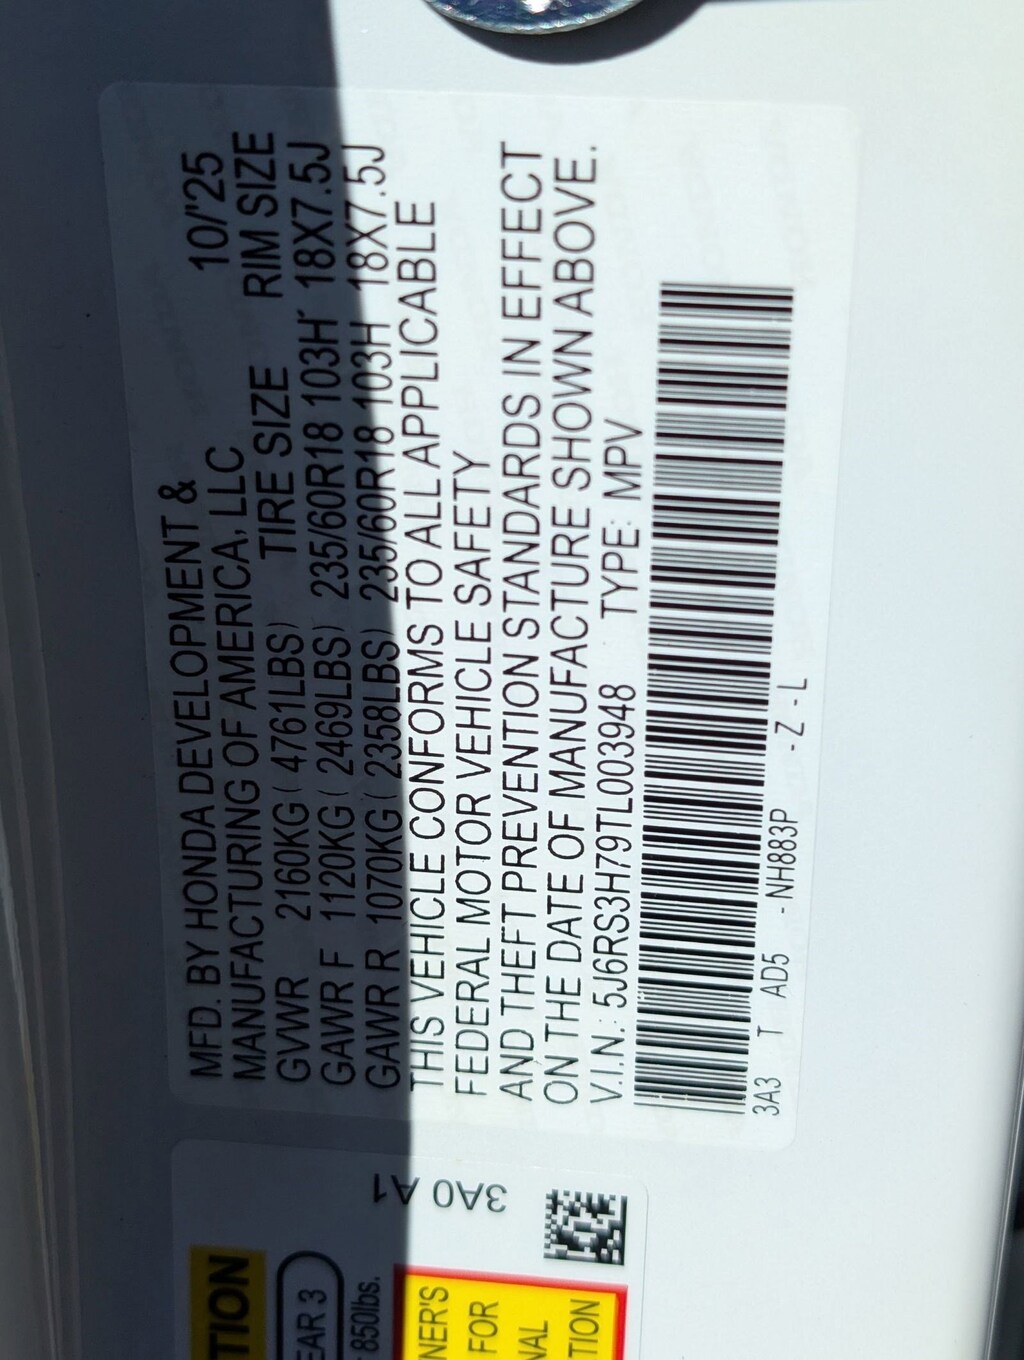 MFD. BY HONDA DEVELOPMENT &
MANUFACTURING OF AMERICA, LLC 10/'25
GVWR 2160KG ( 4761LBS) TIRE SIZE RIM SIZE
GAWR F 1120KG ( 2469LBS) 235/60R18 103H 18X7.5J
GAWR R 1070KG ( 2358LBS) 235/60R18 103H 18X7.5J
THIS VEHICLE CONFORMS TO ALL APPLICABLE
FEDERAL MOTOR VEHICLE SAFETY
AND THEFT PREVENTION STANDARDS IN EFFECT
ON THE DATE OF MANUFACTURE SHOWN ABOVE.
V.I.N.: 5J6RS3H79TL003948 TYPE: MPV
3A3 T AD5 - NH883P - Z - L
3A0 A1
TION
EAR 3
850lbs.
NER'S
FOR
NAL
TION